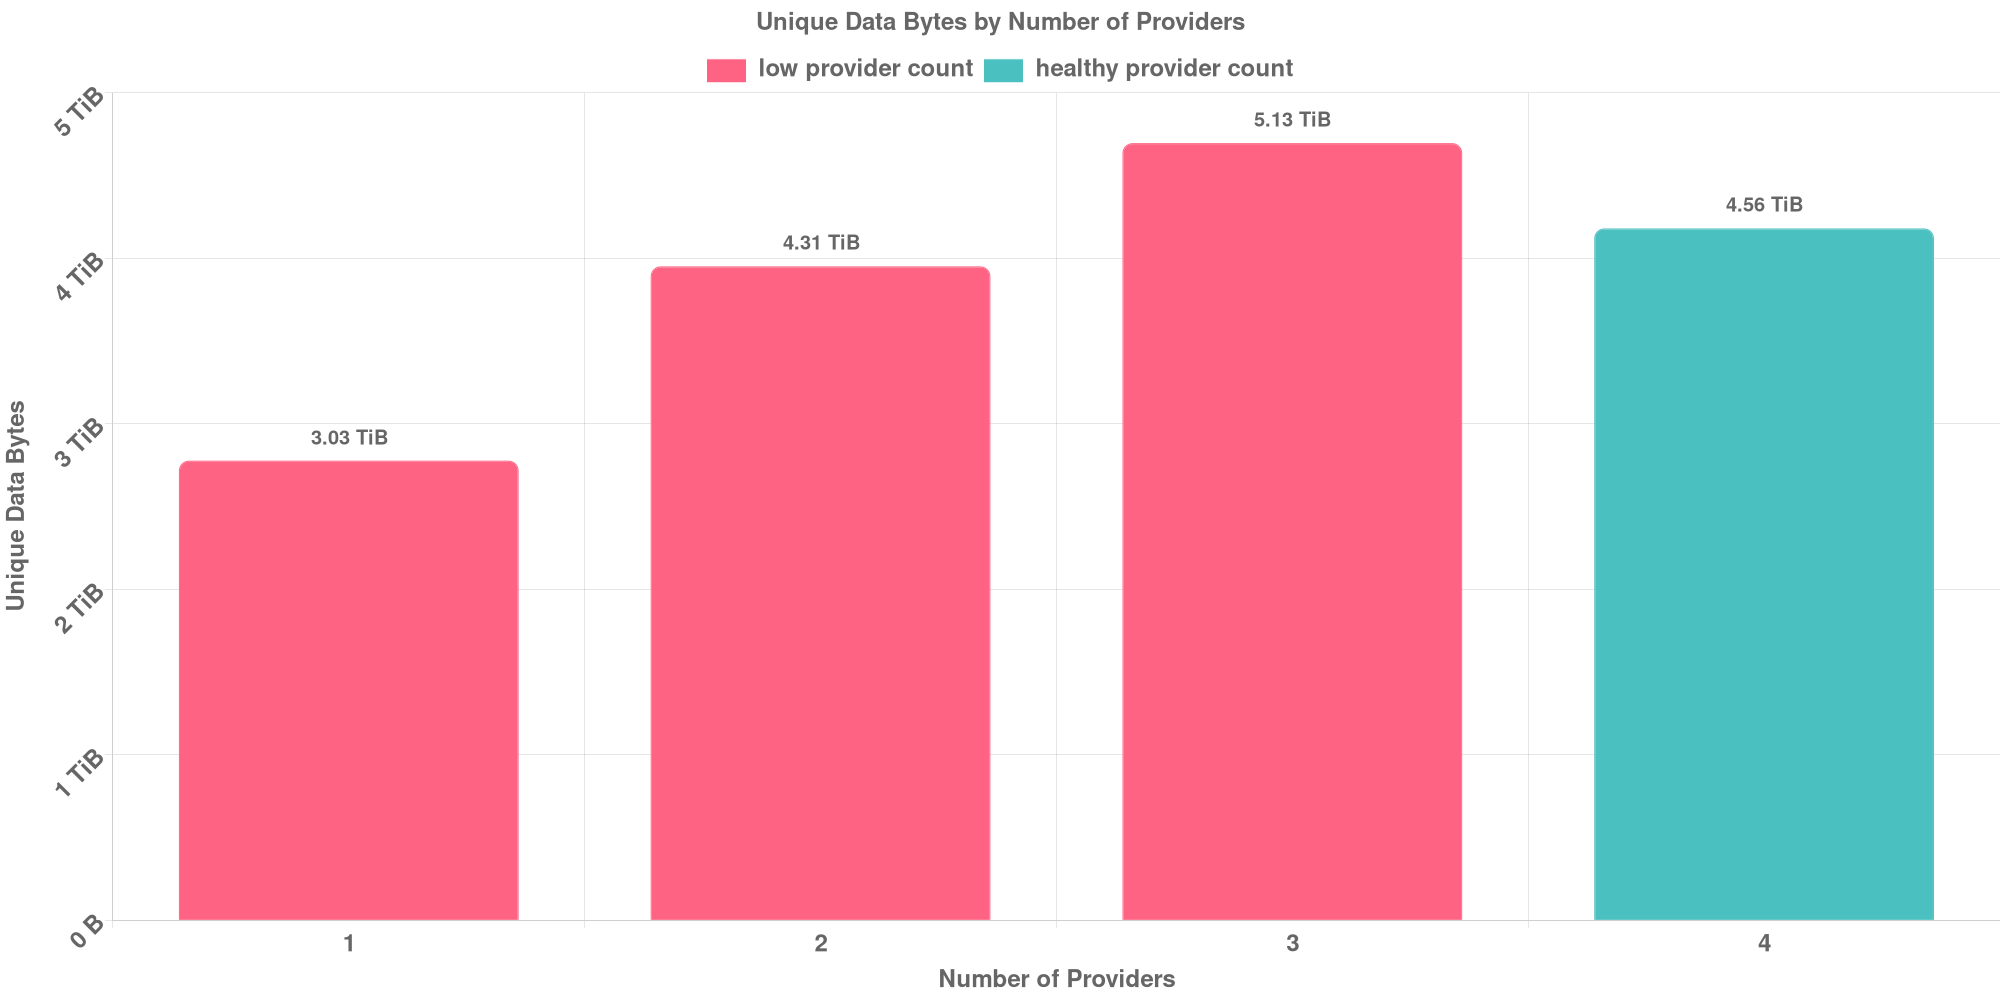 Unique Data Bytes by Number of Providers
low provider count healthy provider count
5 TiB
4 TiB
3 TiB
2 TiB
1 TiB
0 B
Unique Data Bytes
3.03 TiB
4.31 TiB
5.13 TiB
4.56 TiB
1 2 3 4
Number of Providers